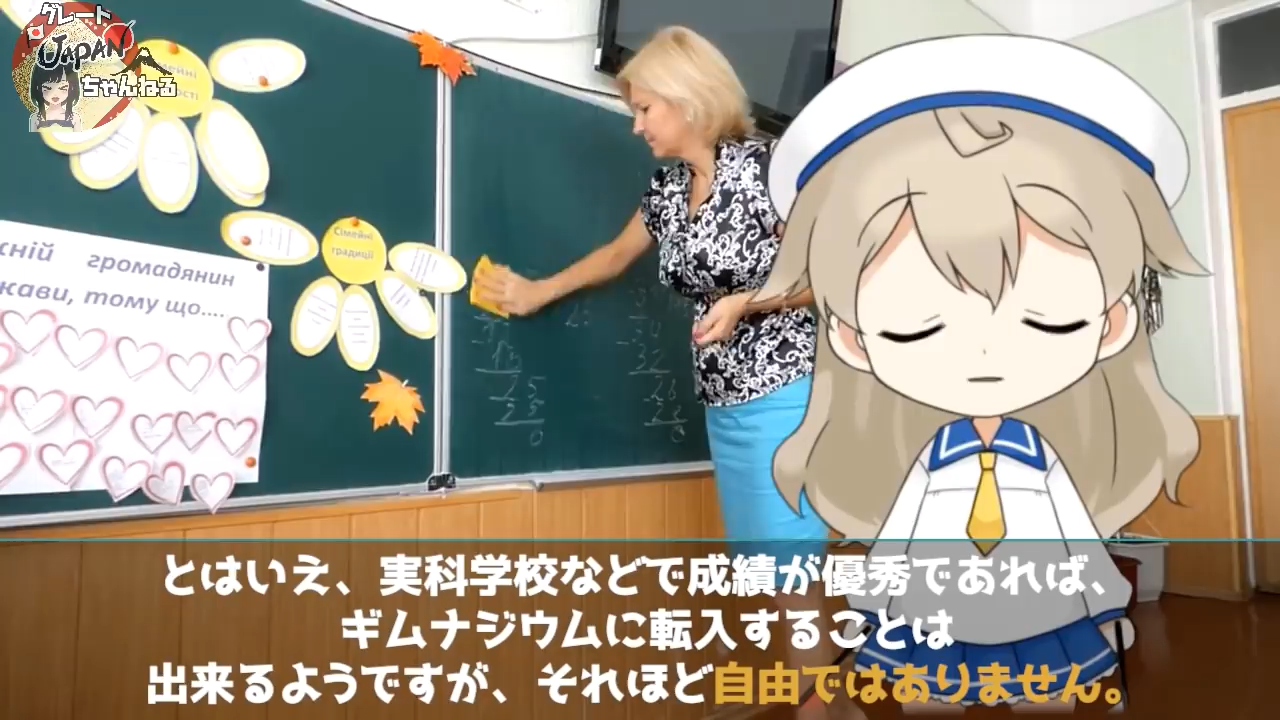 グレート
JAPAN
ちゃんねる
Сімейні
традиції
жній громадянин
жави, тому що....
とはいえ、実科学校などで成績が優秀であれば、
ギムナジウムに転入することは
出来るようですが、それほど自由ではありません。